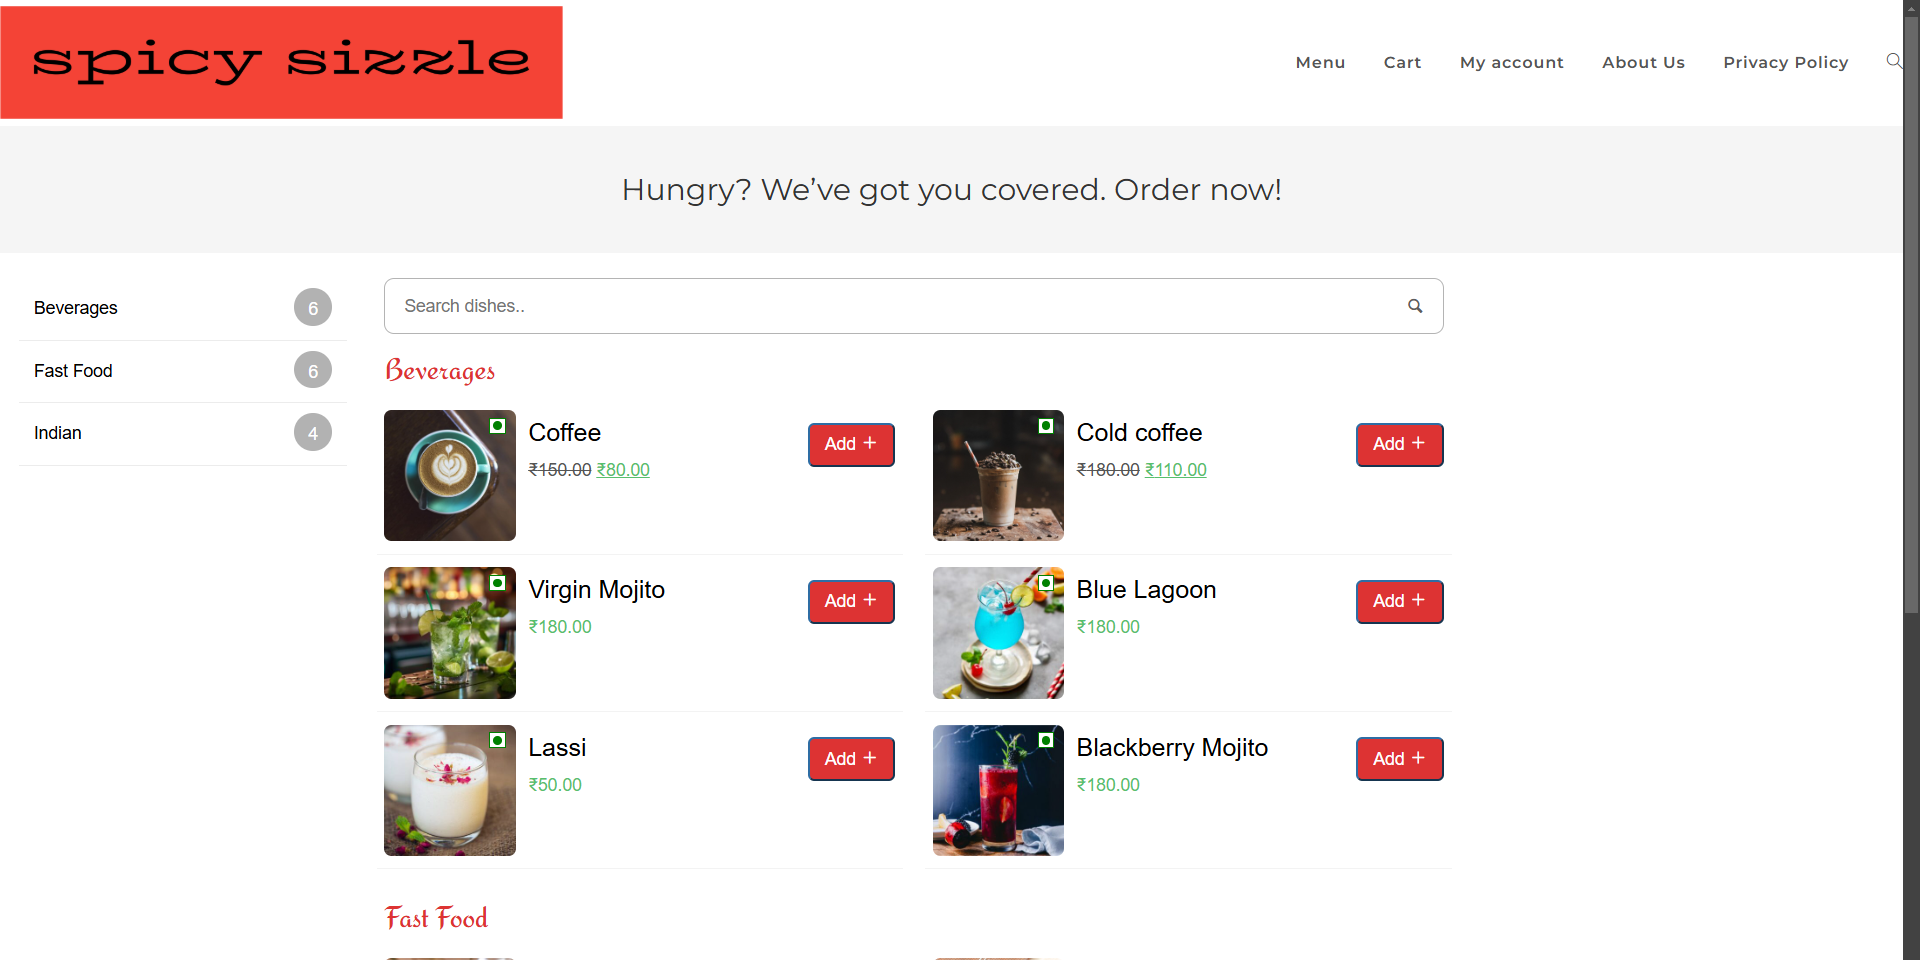 spicy sizzle
Menu
Cart
My account
About Us
Privacy Policy
Hungry? We’ve got you covered. Order now!
Beverages
6
Fast Food
6
Indian
4
Search dishes..
Beverages
Coffee
₹150.00 ₹80.00
Add +
Cold coffee
₹180.00 ₹110.00
Add +
Virgin Mojito
₹180.00
Add +
Blue Lagoon
₹180.00
Add +
Lassi
₹50.00
Add +
Blackberry Mojito
₹180.00
Add +
Fast Food